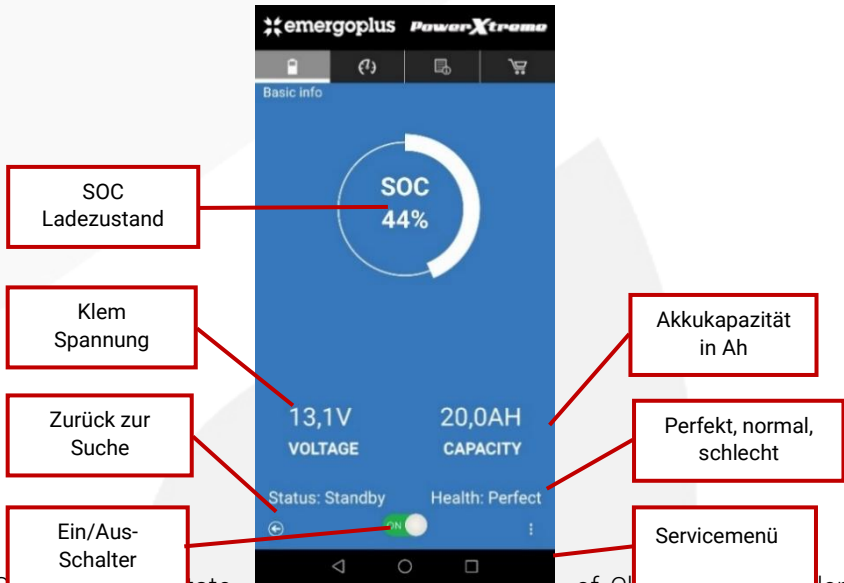 emergoplus PowerXtreme
Basic info
SOC
44%
SOC
Ladezustand
Klem
Spannung
Akkukapazität
in Ah
13,1V
VOLTAGE
20,0AH
CAPACITY
Zurück zur
Suche
Perfekt, normal,
schlecht
Status: Standby
Health: Perfect
ON
Ein/Aus-
Schalter
Servicemenü